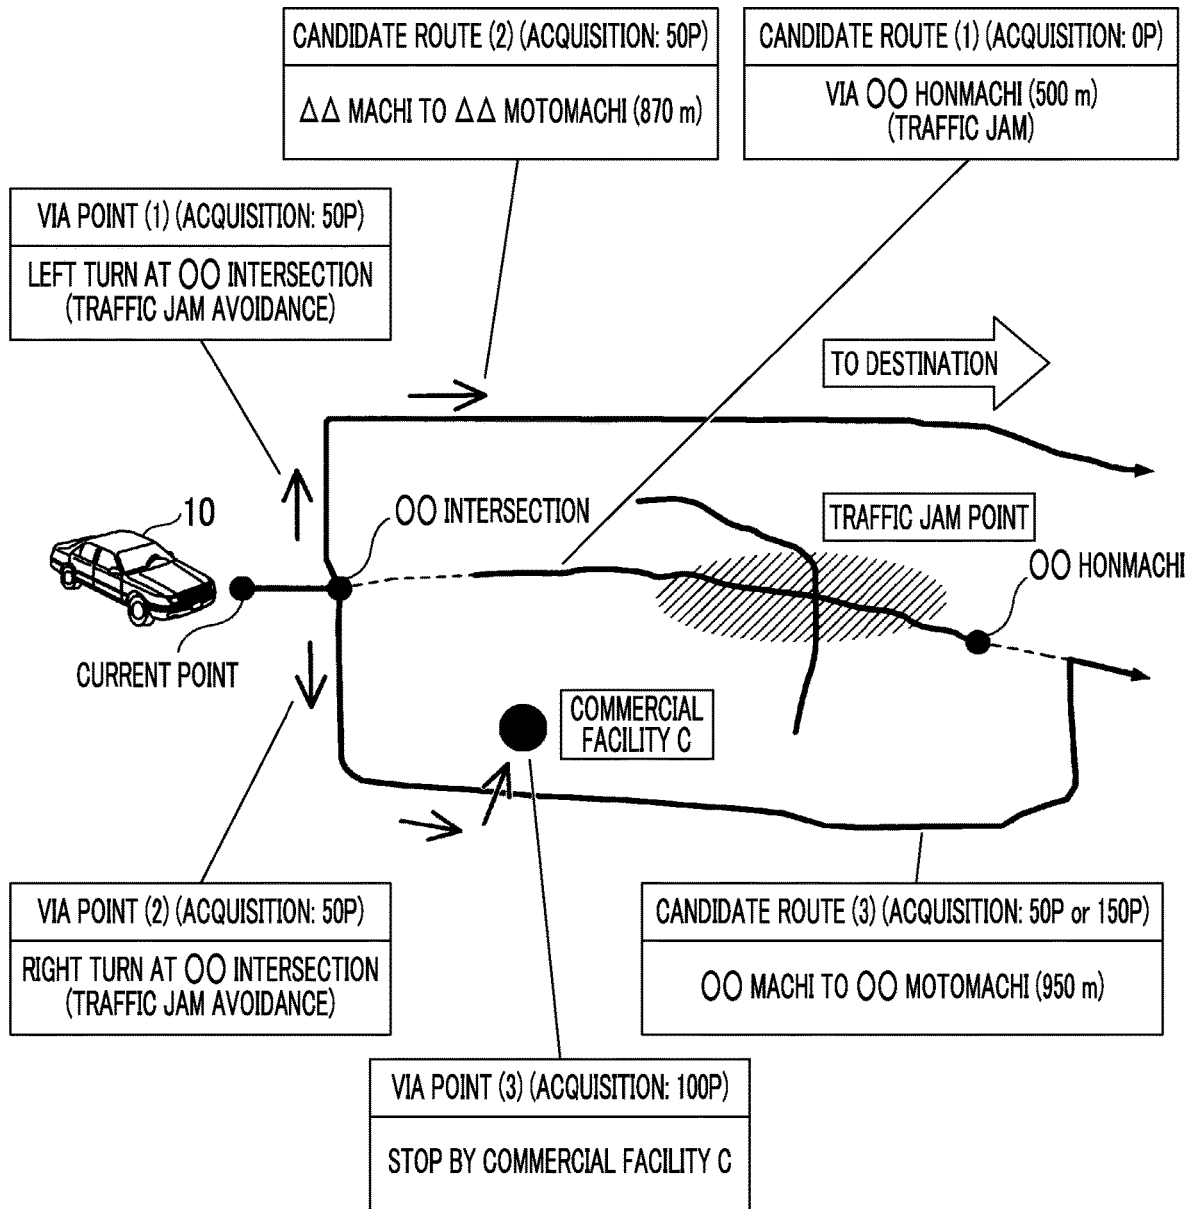 CANDIDATE ROUTE (2) (ACQUISITION: 50P)
△△ MACHI TO △△ MOTOMACHI (870 m)
CANDIDATE ROUTE (1) (ACQUISITION: 0P)
VIA ○○ HONMACHI (500 m)
(TRAFFIC JAM)
VIA POINT (1) (ACQUISITION: 50P)
LEFT TURN AT ○○ INTERSECTION
(TRAFFIC JAM AVOIDANCE)
TO DESTINATION
10
○○ INTERSECTION
TRAFFIC JAM POINT
○○ HONMACHI
CURRENT POINT
COMMERCIAL
FACILITY C
VIA POINT (2) (ACQUISITION: 50P)
RIGHT TURN AT ○○ INTERSECTION
(TRAFFIC JAM AVOIDANCE)
CANDIDATE ROUTE (3) (ACQUISITION: 50P or 150P)
○○ MACHI TO ○○ MOTOMACHI (950 m)
VIA POINT (3) (ACQUISITION: 100P)
STOP BY COMMERCIAL FACILITY C